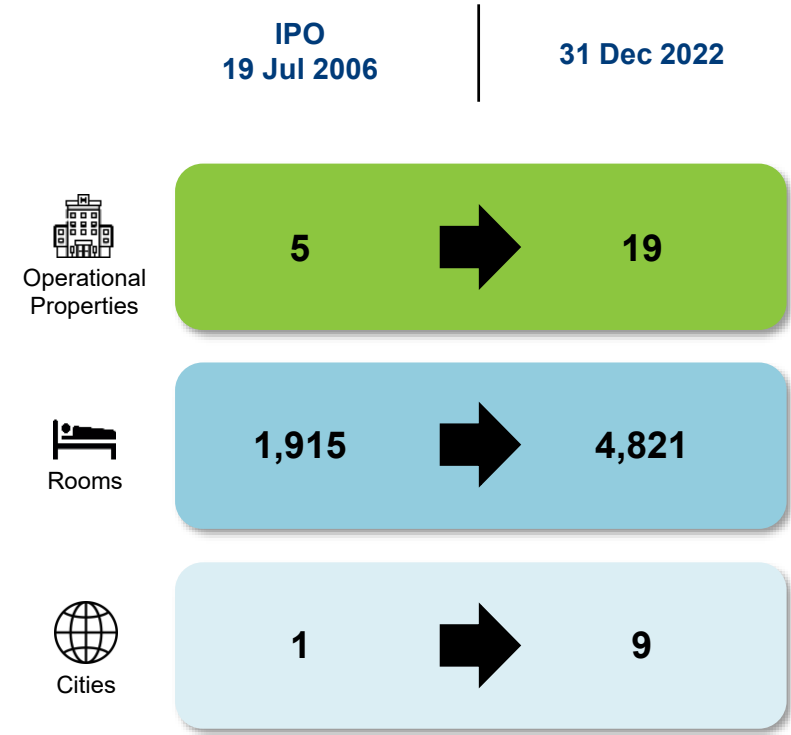 IPO
19 Jul 2006
31 Dec 2022
H
Operational
Properties
5
19
Rooms
1,915
4,821
Cities
1
9